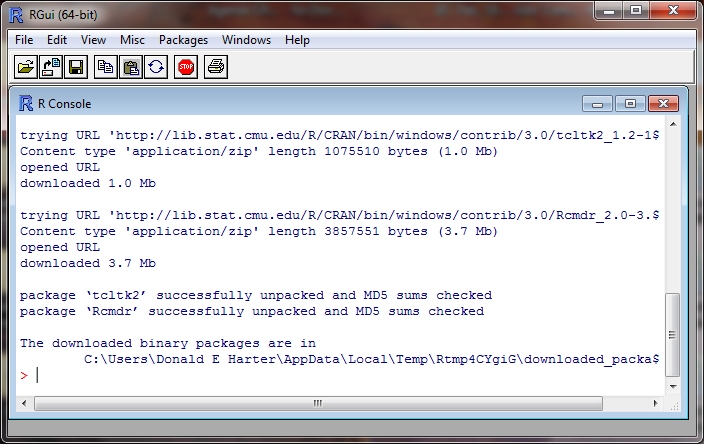 RGui (64-bit)
File Edit View Misc Packages Windows Help
STOP
R Console
trying URL 'http://lib.stat.cmu.edu/R/CRAN/bin/windows/contrib/3.0/tcltk2_1.2-1$
Content type 'application/zip' length 1075510 bytes (1.0 Mb)
opened URL
downloaded 1.0 Mb
trying URL 'http://lib.stat.cmu.edu/R/CRAN/bin/windows/contrib/3.0/Rcmdr_2.0-3.$
Content type 'application/zip' length 3857551 bytes (3.7 Mb)
opened URL
downloaded 3.7 Mb
package ‘tcltk2’ successfully unpacked and MD5 sums checked
package ‘Rcmdr’ successfully unpacked and MD5 sums checked
The downloaded binary packages are in
C:\Users\Donald E Harter\AppData\Local\Temp\Rtmp4CYgiG\downloaded_packa$
>